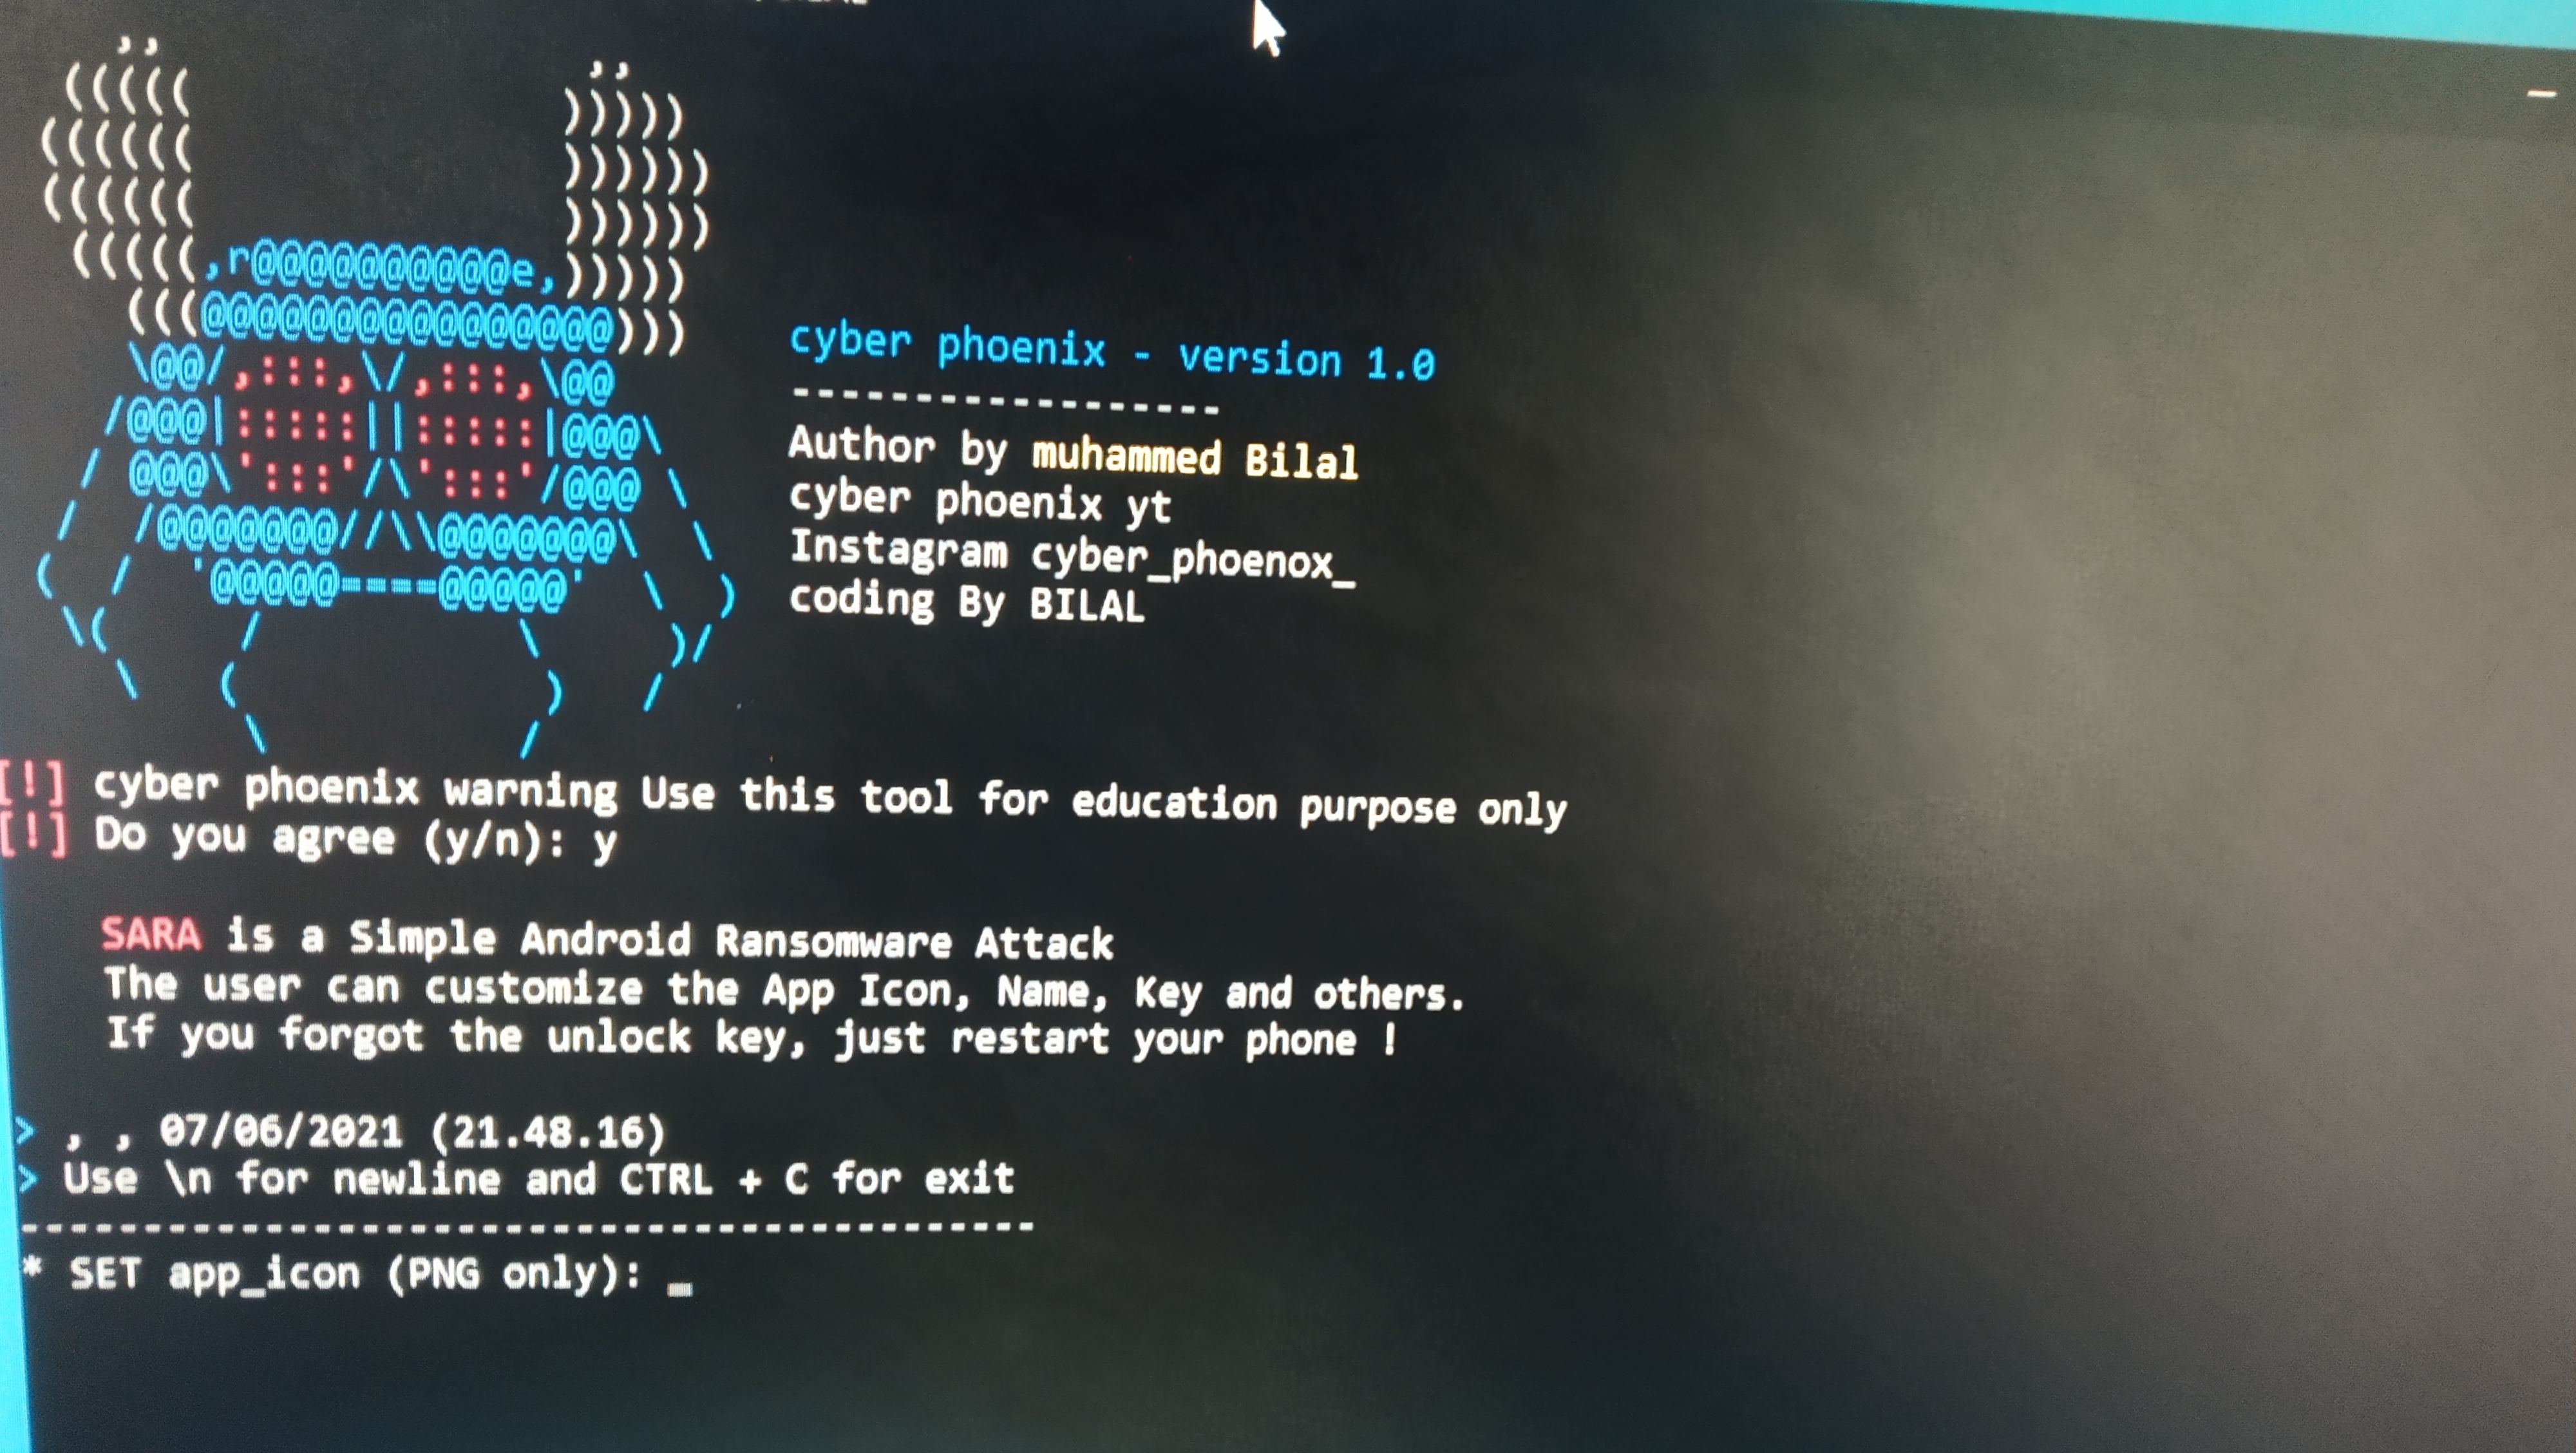 cyber phoenix - version 1.0
------------------
Author by muhammed Bilal
cyber phoenix yt
Instagram cyber_phoenox_
coding By BILAL
[!] cyber phoenix warning Use this tool for education purpose only
[!] Do you agree (y/n): y
SARA is a Simple Android Ransomware Attack
The user can customize the App Icon, Name, Key and others.
If you forgot the unlock key, just restart your phone !
> , , 07/06/2021 (21.48.16)
> Use \n for newline and CTRL + C for exit
------------------------------------------
* SET app_icon (PNG only): _